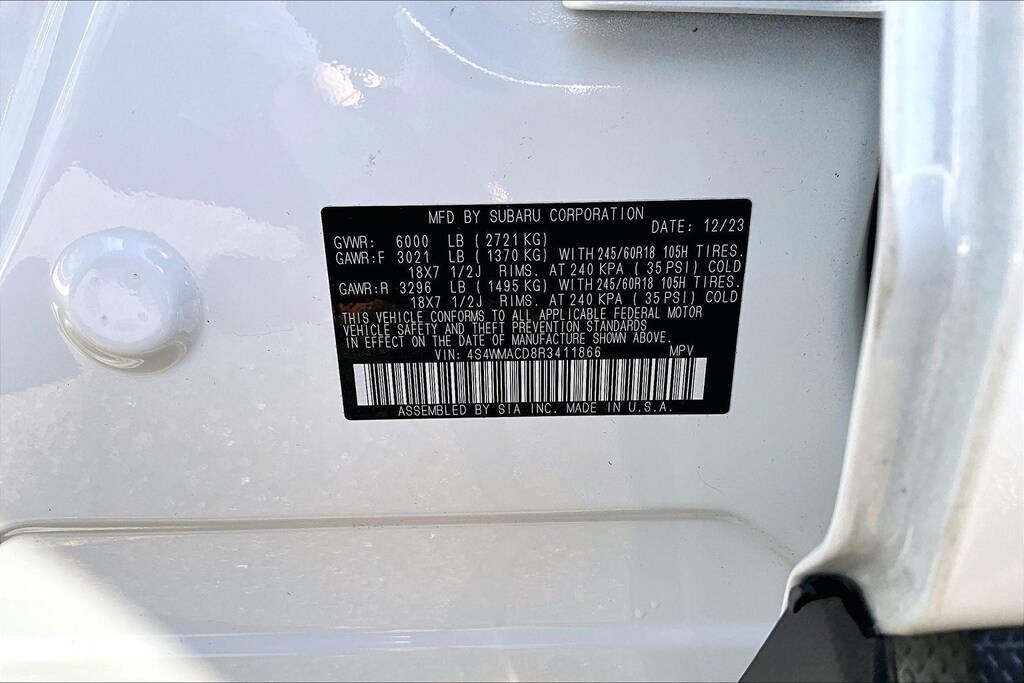 MFD BY SUBARU CORPORATION
DATE: 12/23
GVWR: 6000 LB ( 2721 KG)
GAWR: F 3021 LB ( 1370 KG) WITH 245/60R18 105H TIRES.
18X7 1/2J RIMS. AT 240 KPA ( 35 PSI) COLD
GAWR: R 3296 LB ( 1495 KG) WITH 245/60R18 105H TIRES.
18X7 1/2J RIMS. AT 240 KPA ( 35 PSI) COLD
THIS VEHICLE CONFORMS TO ALL APPLICABLE FEDERAL MOTOR
VEHICLE SAFETY AND THEFT PREVENTION STANDARDS
IN EFFECT ON THE DATE OF MANUFACTURE SHOWN ABOVE.
VIN: 4S4WMACD8R3411866 MPV
ASSEMBLED BY SIA INC. MADE IN U.S.A.